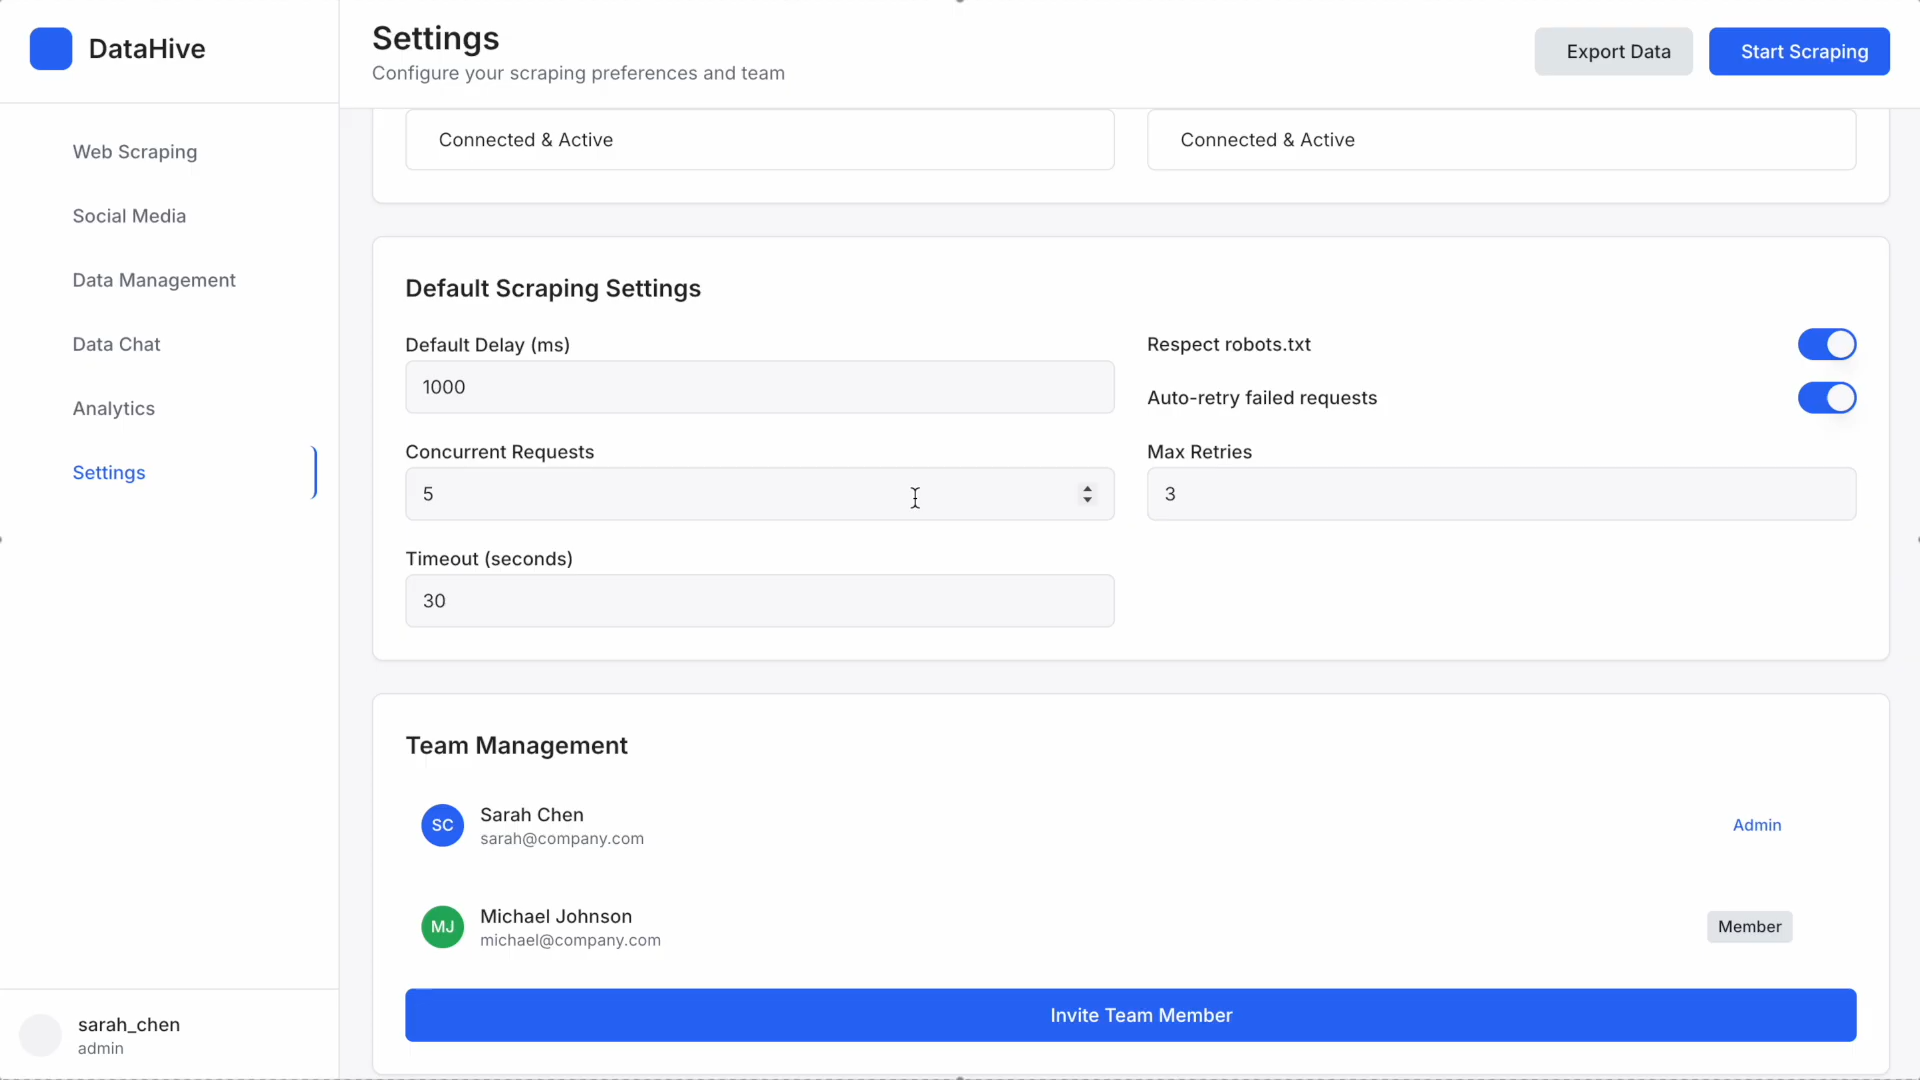 DataHive
Settings
Configure your scraping preferences and team
Export Data
Start Scraping
Web Scraping
Social Media
Data Management
Data Chat
Analytics
Settings
Connected & Active
Connected & Active
Default Scraping Settings
Default Delay (ms)
1000
Respect robots.txt
Auto-retry failed requests
Concurrent Requests
5
Max Retries
3
Timeout (seconds)
30
Team Management
SC
Sarah Chen
sarah@company.com
Admin
MJ
Michael Johnson
michael@company.com
Member
Invite Team Member
sarah_chen
admin